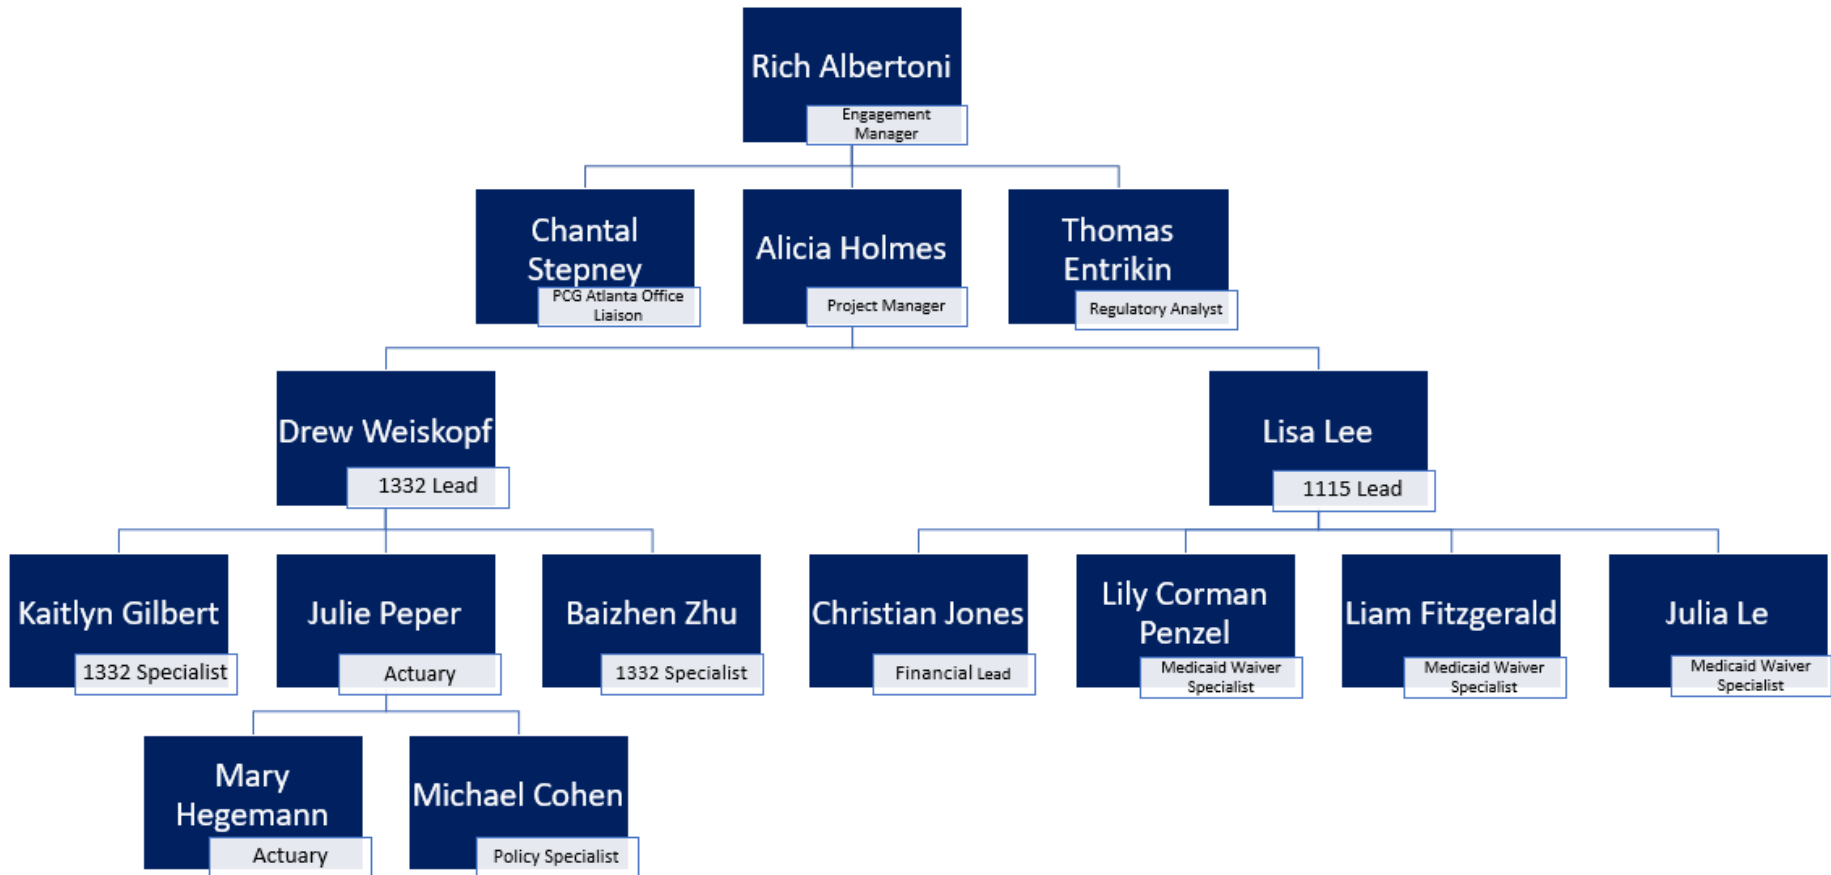 Rich Albertoni
Engagement
Manager
Chantal
Stepney
PCG Atlanta Office
Liaison
Alicia Holmes
Project Manager
Thomas
Entrikin
Regulatory Analyst
Drew Weiskopf
1332 Lead
Lisa Lee
1115 Lead
Kaitlyn Gilbert
1332 Specialist
Julie Peper
Actuary
Baizhen Zhu
1332 Specialist
Christian Jones
Financial Lead
Lily Corman
Penzel
Medicaid Waiver
Specialist
Liam Fitzgerald
Medicaid Waiver
Specialist
Julia Le
Medicaid Waiver
Specialist
Mary
Hegemann
Actuary
Michael Cohen
Policy Specialist